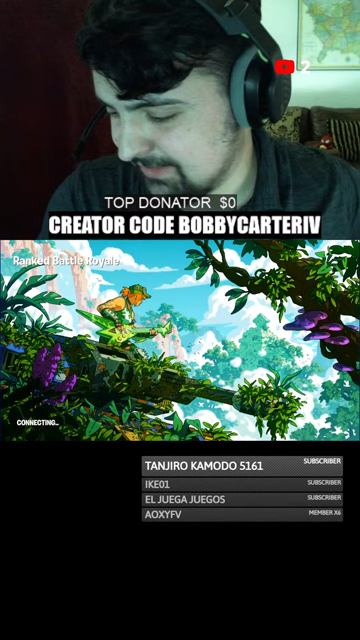 2
TOP DONATOR $0
CREATOR CODE BOBBYCARTERIV
Ranked Battle Royale
CONNECTING...
TANJIRO KAMODO 5161 SUBSCRIBER
IKE01 SUBSCRIBER
EL JUEGA JUEGOS SUBSCRIBER
AOXYFV MEMBER X6